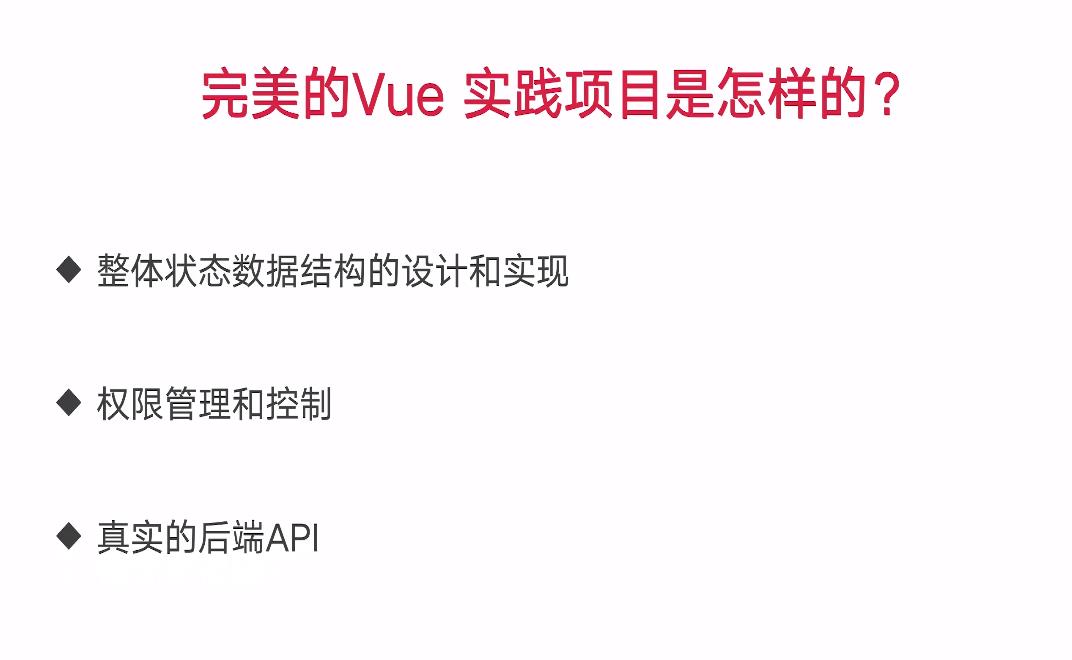 完美的Vue 实践项目是怎样的？
◆ 整体状态数据结构的设计和实现
◆ 权限管理和控制
◆ 真实的后端API